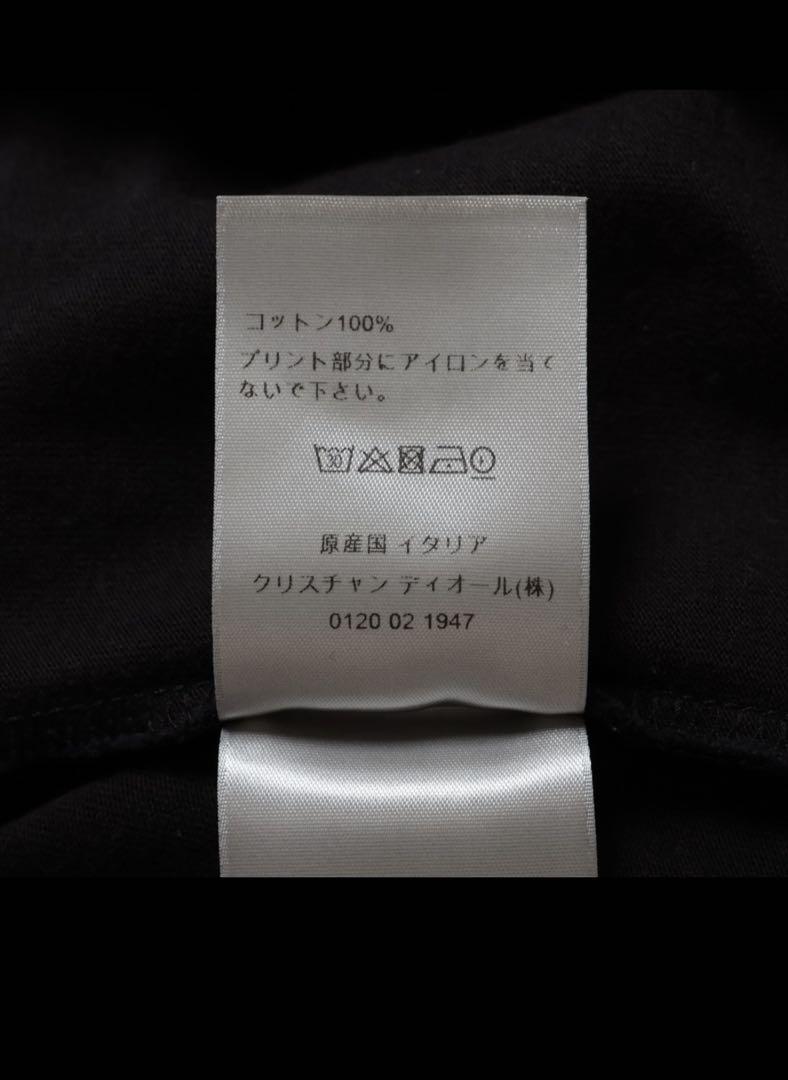 コットン100%
プリント部分にアイロンを当て
ないで下さい。
30
原産国 イタリア
クリスチャン ディオール(株)
0120 02 1947